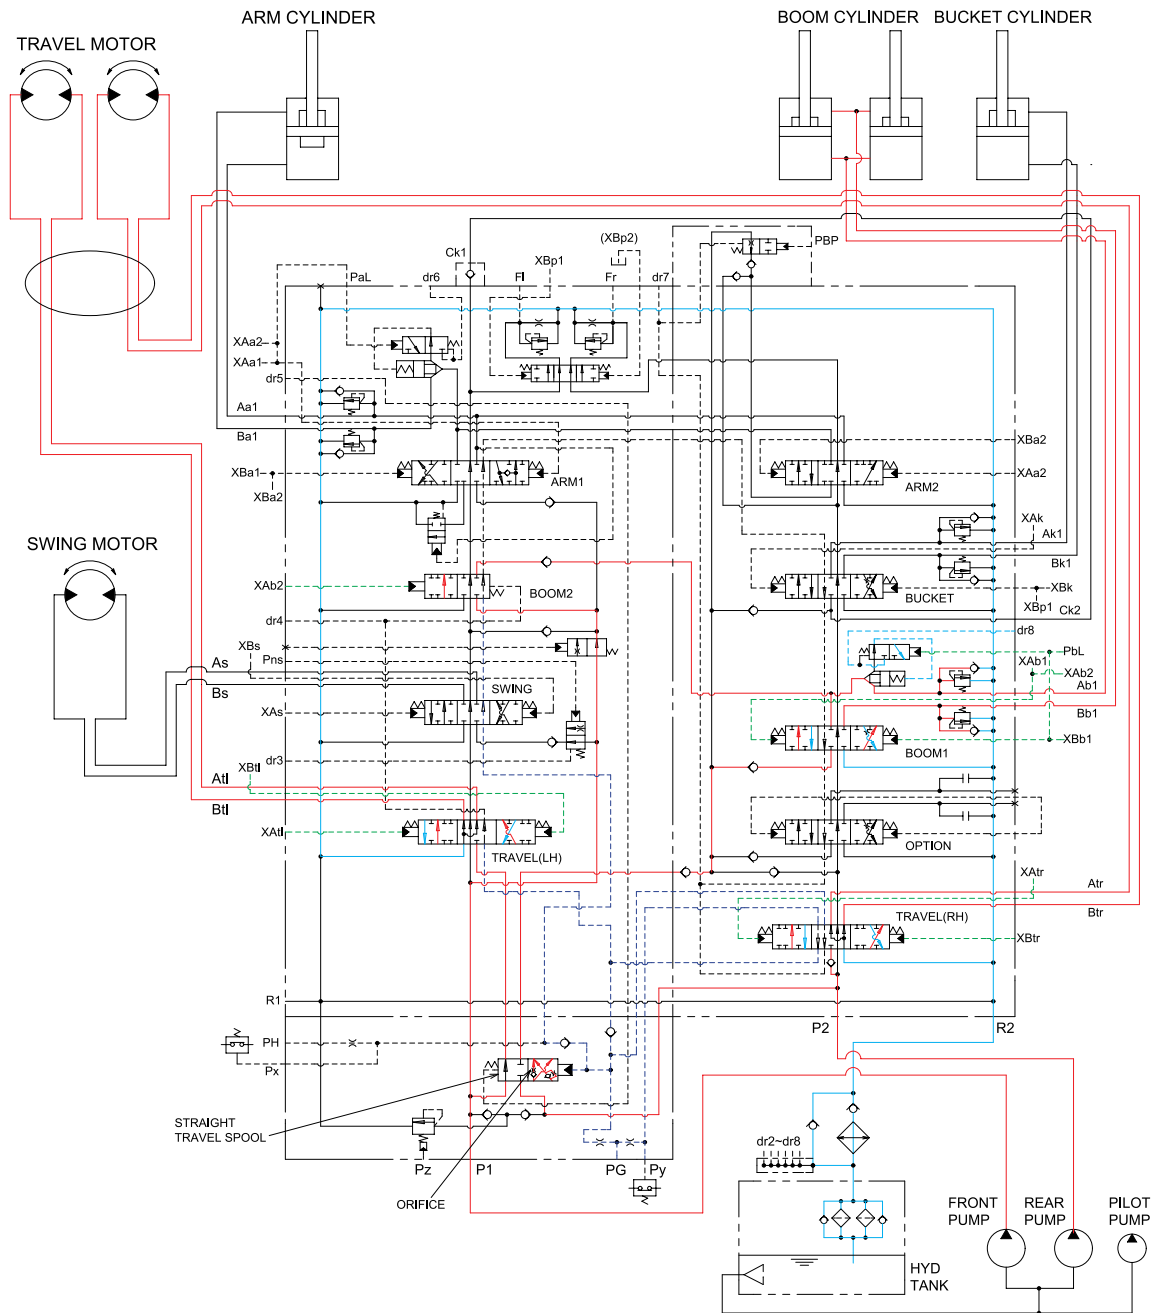 ARM CYLINDER
BOOM CYLINDER
BUCKET CYLINDER
TRAVEL MOTOR
PaL
dr6
Ck1
Fl
XBp1
(XBp2)
Fr
dr7
PBP
XAa2
XAa1
dr5
Aa1
Ba1
XBa1
XBa2
ARM1
XBa2
XAa2
ARM2
XAk
Ak1
Bk1
XBk
XBp1
Ck2
BUCKET
SWING MOTOR
XAb2
BOOM2
dr4
XBs
Pns
As
Bs
SWING
XAs
dr3
XBtl
Atl
Btl
XAtl
TRAVEL(LH)
dr8
PbL
XAb1
XAb2
Ab1
Bb1
XBb1
BOOM1
OPTION
XAtr
Atr
Btr
TRAVEL(RH)
XBtr
R1
P2
R2
PH
Px
STRAIGHT
TRAVEL SPOOL
Pz
P1
PG
Py
ORIFICE
dr2~dr8
FRONT
PUMP
REAR
PUMP
PILOT
PUMP
HYD
TANK